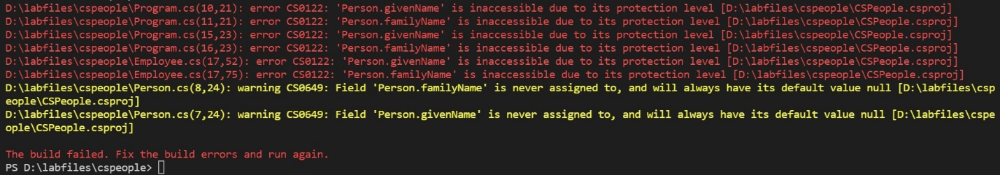 D:\labfiles\cspeople\Program.cs(10,21): error CS0122: 'Person.givenName' is inaccessible due to its protection level [D:\labfiles\cspeople\CSPeople.csproj]
D:\labfiles\cspeople\Program.cs(11,21): error CS0122: 'Person.familyName' is inaccessible due to its protection level [D:\labfiles\cspeople\CSPeople.csproj]
D:\labfiles\cspeople\Program.cs(15,23): error CS0122: 'Person.givenName' is inaccessible due to its protection level [D:\labfiles\cspeople\CSPeople.csproj]
D:\labfiles\cspeople\Program.cs(16,23): error CS0122: 'Person.familyName' is inaccessible due to its protection level [D:\labfiles\cspeople\CSPeople.csproj]
D:\labfiles\cspeople\Employee.cs(17,52): error CS0122: 'Person.givenName' is inaccessible due to its protection level [D:\labfiles\cspeople\CSPeople.csproj]
D:\labfiles\cspeople\Employee.cs(17,75): error CS0122: 'Person.familyName' is inaccessible due to its protection level [D:\labfiles\cspeople\CSPeople.csproj]
D:\labfiles\cspeople\Person.cs(8,24): warning CS0649: Field 'Person.familyName' is never assigned to, and will always have its default value null [D:\labfiles\csp
eople\CSPeople.csproj]
D:\labfiles\cspeople\Person.cs(7,24): warning CS0649: Field 'Person.givenName' is never assigned to, and will always have its default value null [D:\labfiles\cspe
ople\CSPeople.csproj]
The build failed. Fix the build errors and run again.
PS D:\labfiles\cspeople>